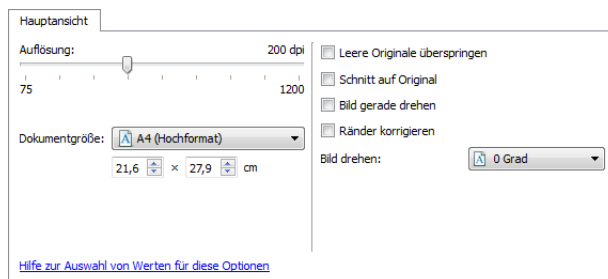 Hauptansicht
Auflösung: 200 dpi
75 1200
Dokumentgröße: A4 (Hochformat)
21,6 × 27,9 cm
Hilfe zur Auswahl von Werten für diese Optionen
Leere Originale überspringen
Schnitt auf Original
Bild gerade drehen
Ränder korrigieren
Bild drehen: 0 Grad